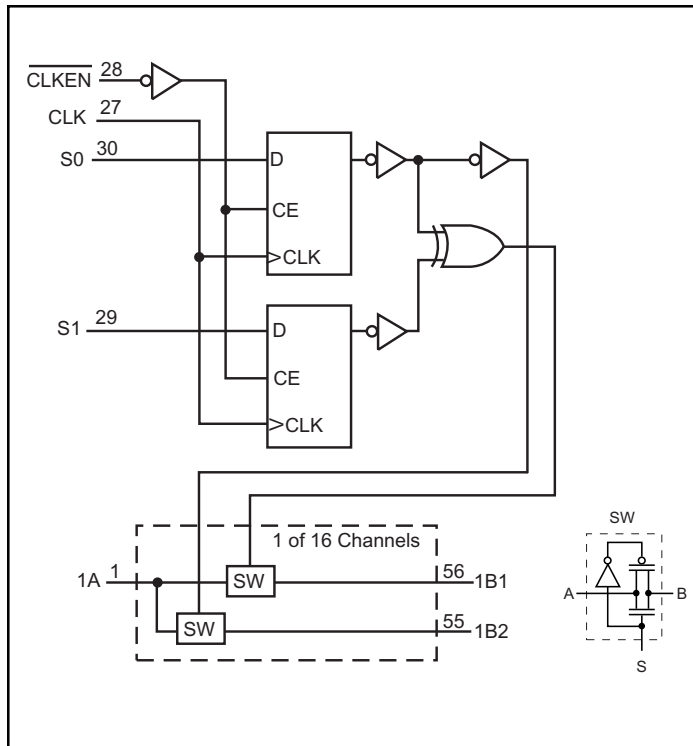 CLKEN 28
CLK 27
S0 30
D
CE
CLK
S1 29
D
CE
CLK
1 of 16 Channels
1A 1
SW
56 1B1
SW
55 1B2
SW
A
B
S